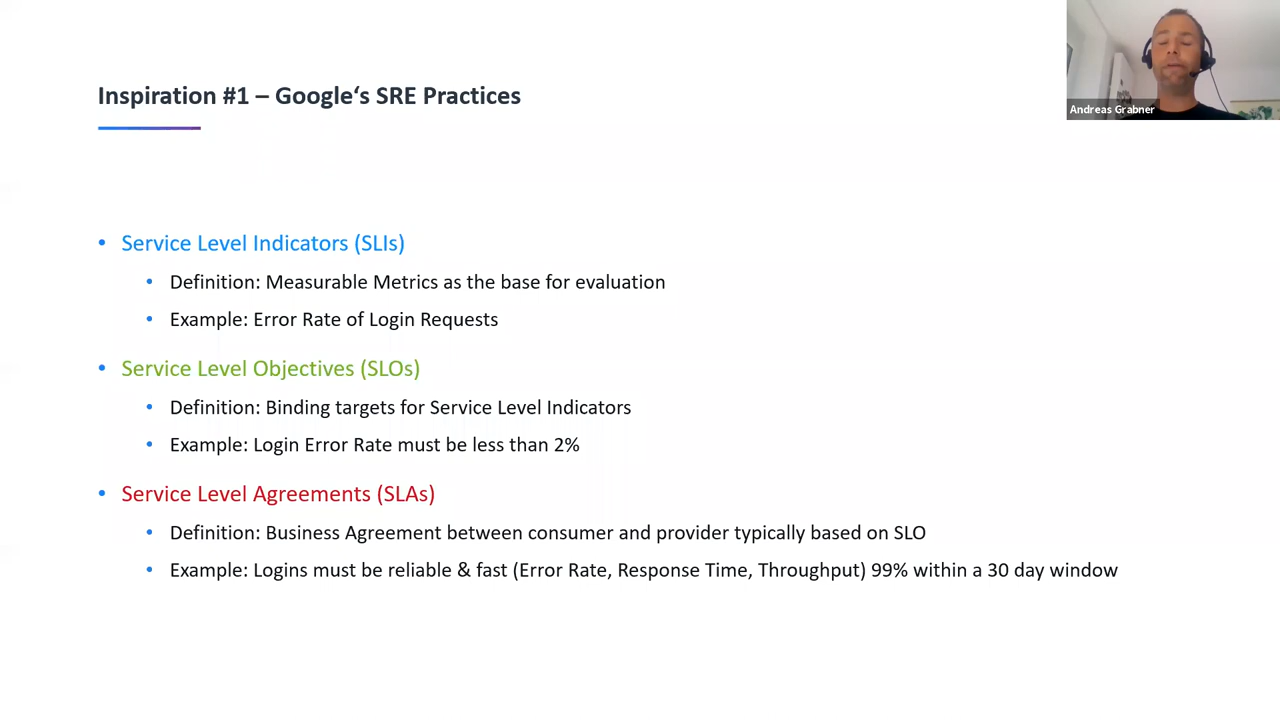 Inspiration #1 – Google‘s SRE Practices
Andreas Grabner
• Service Level Indicators (SLIs)
• Definition: Measurable Metrics as the base for evaluation
• Example: Error Rate of Login Requests
• Service Level Objectives (SLOs)
• Definition: Binding targets for Service Level Indicators
• Example: Login Error Rate must be less than 2%
• Service Level Agreements (SLAs)
• Definition: Business Agreement between consumer and provider typically based on SLO
• Example: Logins must be reliable & fast (Error Rate, Response Time, Throughput) 99% within a 30 day window